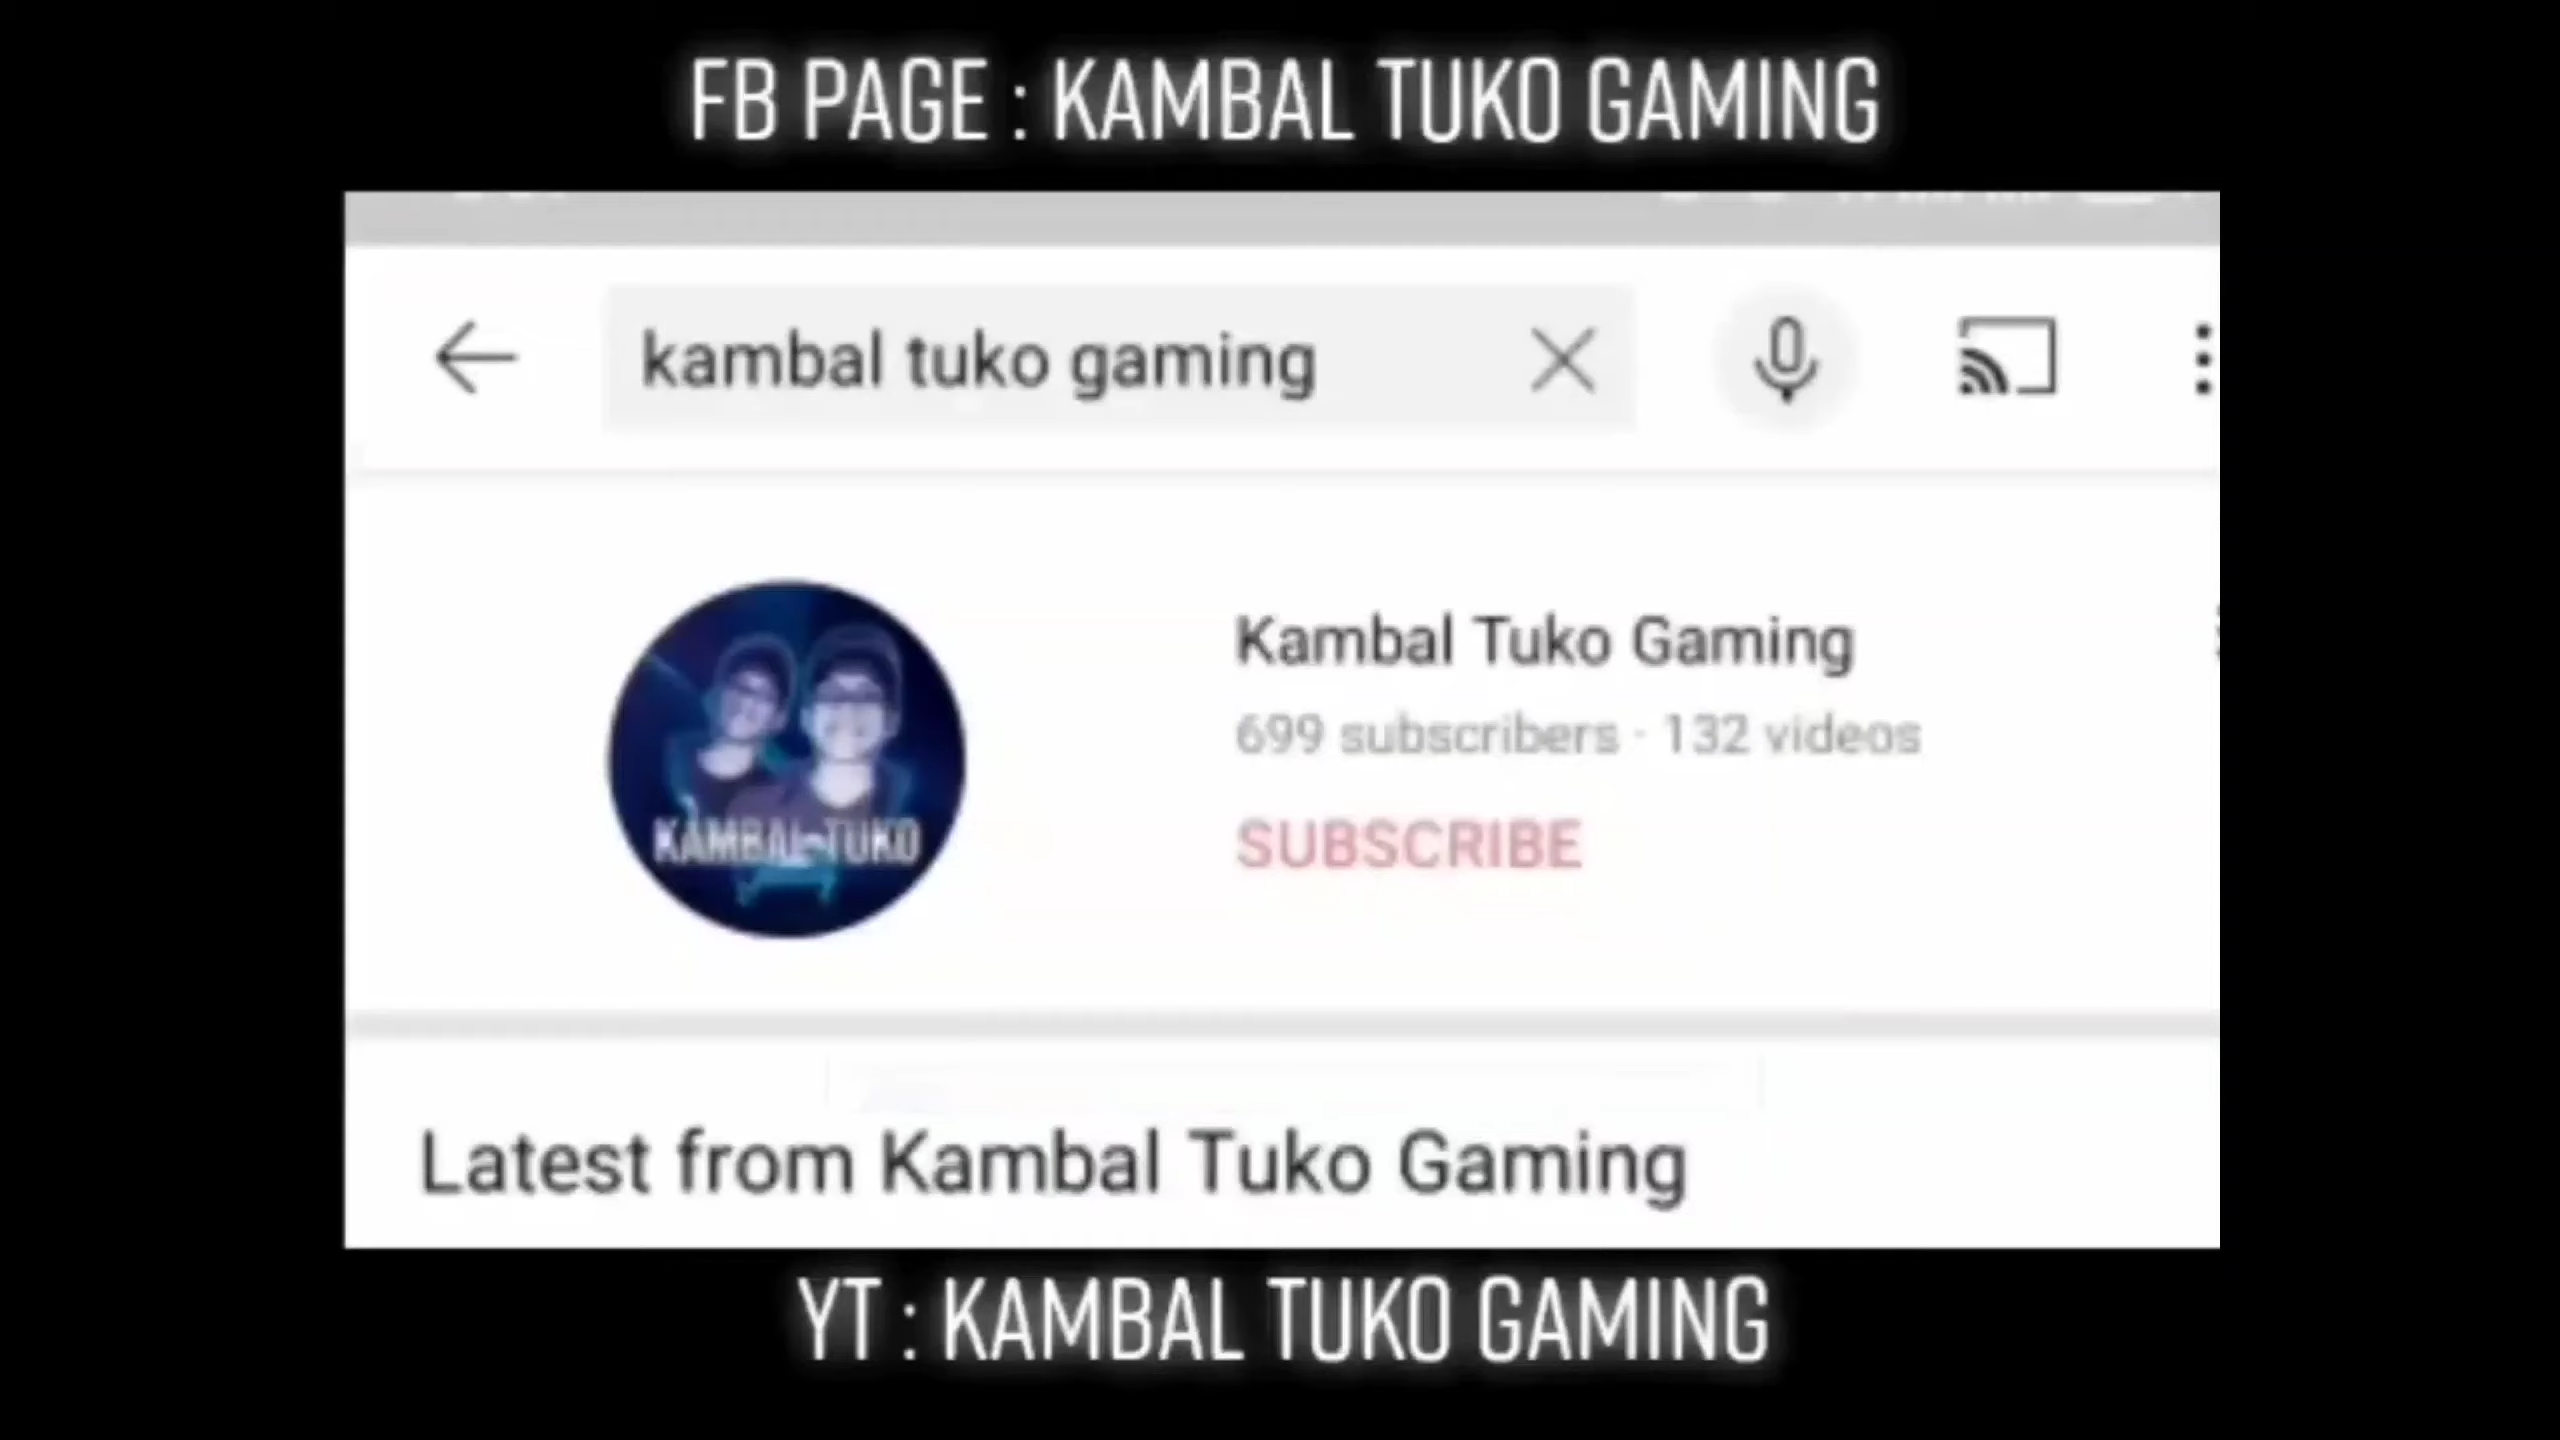 FB PAGE : KAMBAL TUKO GAMING
kambal tuko gaming
Kambal Tuko Gaming
699 subscribers · 132 videos
SUBSCRIBE
KAMBAL TUKO
Latest from Kambal Tuko Gaming
YT : KAMBAL TUKO GAMING